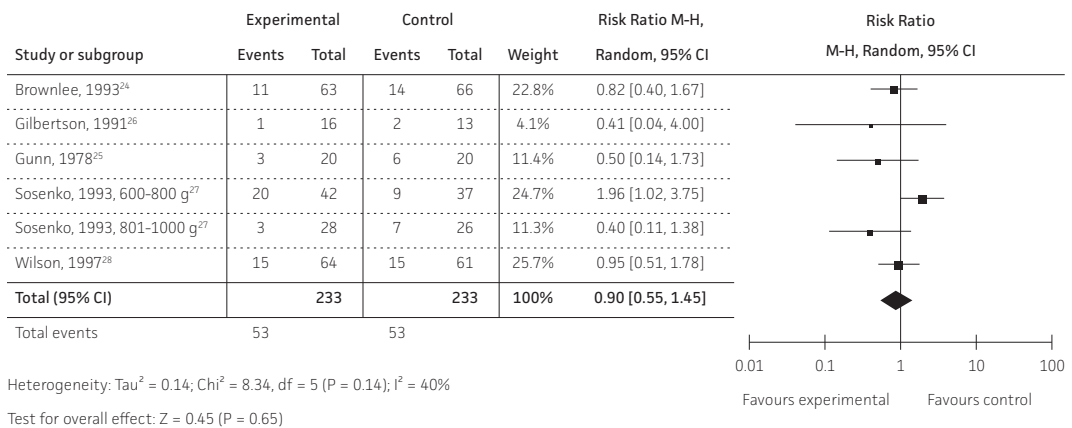 Experimental Control Risk Ratio M-H, Risk Ratio
Study or subgroup Events Total Events Total Weight Random, 95% CI M-H, Random, 95% CI
Brownlee, 1993²⁴ 11 63 14 66 22.8% 0.82 [0.40, 1.67]
Gilbertson, 1991²⁶ 1 16 2 13 4.1% 0.41 [0.04, 4.00]
Gunn, 1978²⁵ 3 20 6 20 11.4% 0.50 [0.14, 1.73]
Sosenko, 1993, 600-800 g²⁷ 20 42 9 37 24.7% 1.96 [1.02, 3.75]
Sosenko, 1993, 801-1000 g²⁷ 3 28 7 26 11.3% 0.40 [0.11, 1.38]
Wilson, 1997²⁸ 15 64 15 61 25.7% 0.95 [0.51, 1.78]
Total (95% CI) 233 233 100% 0.90 [0.55, 1.45]
Total events 53 53
0.01 0.1 1 10 100
Heterogeneity: Tau² = 0.14; Chi² = 8.34, df = 5 (P = 0.14); I² = 40%
Favours experimental Favours control
Test for overall effect: Z = 0.45 (P = 0.65)